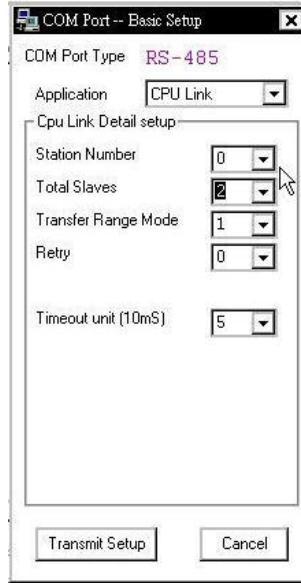 COM Port -- Basic Setup
COM Port Type RS-485
Application CPU Link
Cpu Link Detail setup
Station Number 0
Total Slaves 2
Transfer Range Mode 1
Retry 0
Timeout unit (10mS) 5
Transmit Setup Cancel